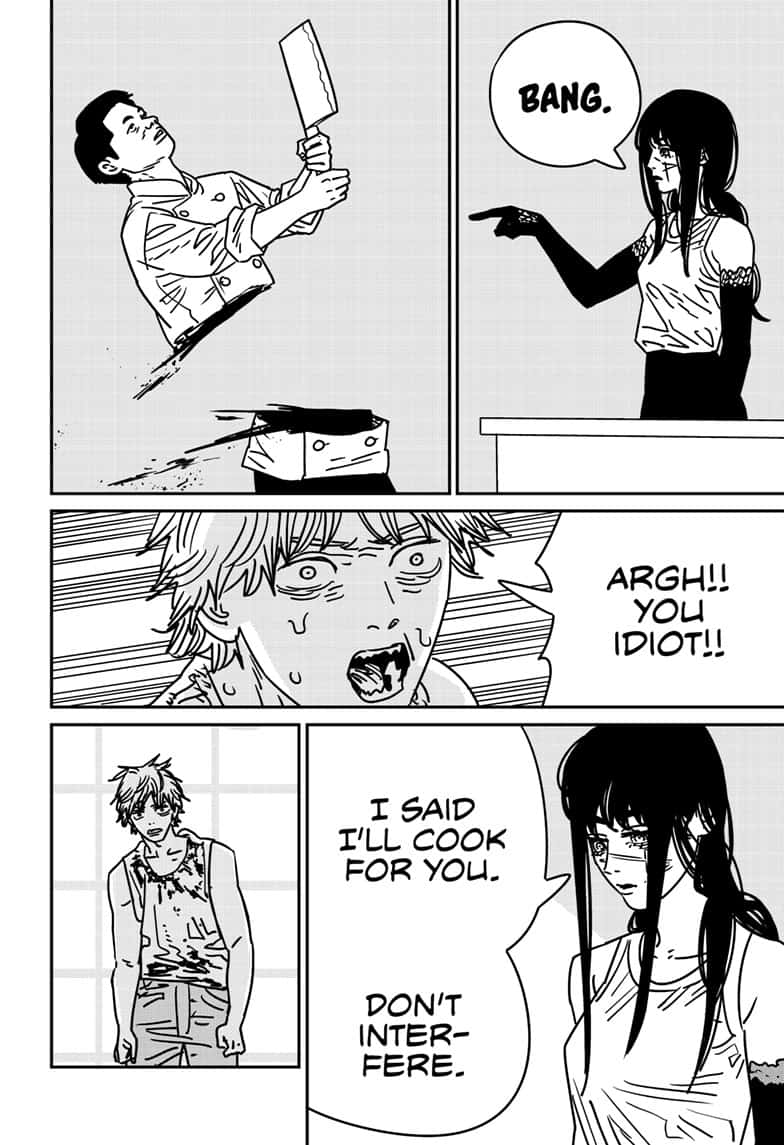 BANG.
ARGH!!
YOU
IDIOT!!
I SAID
I'LL COOK
FOR YOU.
DON'T
INTER-
FERE.